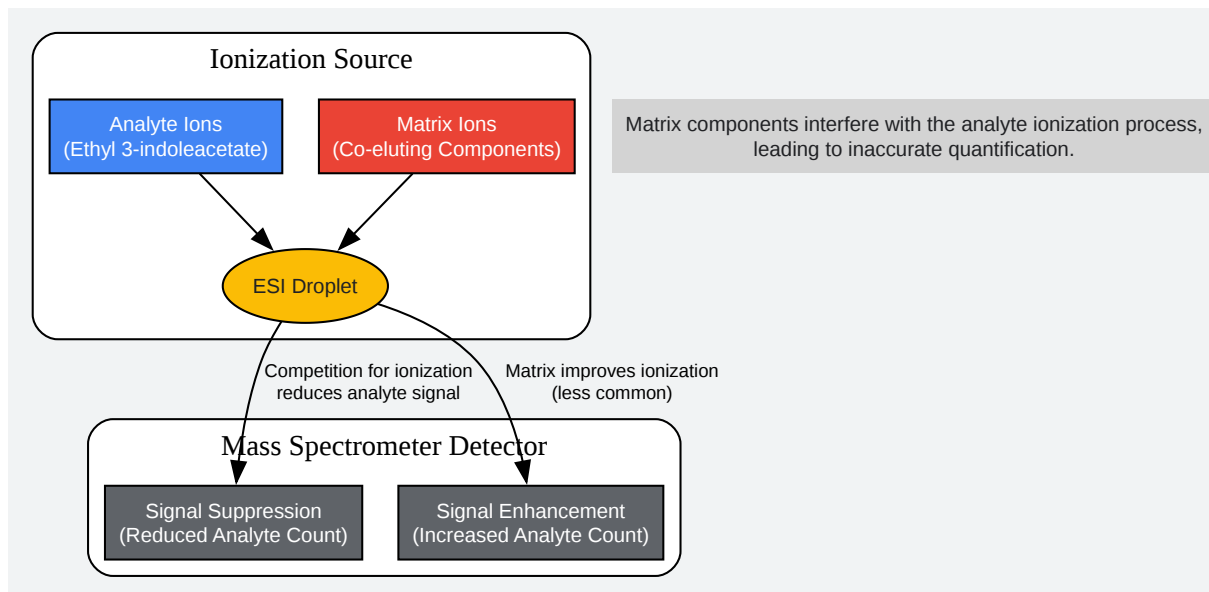 Ionization Source
Analyte Ions
(Ethyl 3-indoleacetate)
Matrix Ions
(Co-eluting Components)
Matrix components interfere with the analyte ionization process,
leading to inaccurate quantification.
ESI Droplet
Competition for ionization
reduces analyte signal
Matrix improves ionization
(less common)
Mass Spectrometer Detector
Signal Suppression
(Reduced Analyte Count)
Signal Enhancement
(Increased Analyte Count)